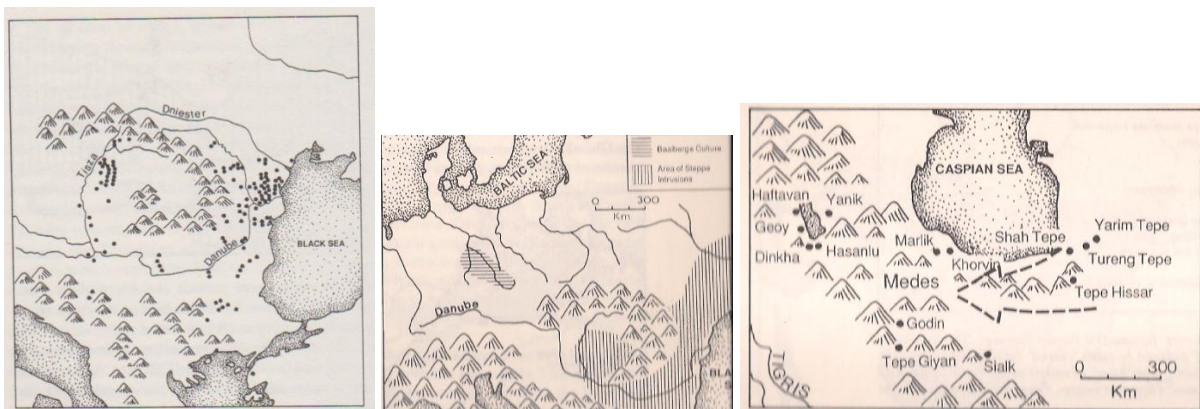 Dniester
Tisza
Danube
BLACK SEA
Baalberge Culture
Area of Steppe
Intrusions
BALTIC SEA
0 300
Km
Danube
BLA
S
CASPIAN SEA
Haftavan
Yanik
Geoy
Dinkha
Hasanlu
Marlik
Khorvin
Shah Tepe
Yarim Tepe
Tureng Tepe
Tepe Hissar
Medes
Godin
Tepe Giyan
Sialk
TIGRIS
0 300
Km